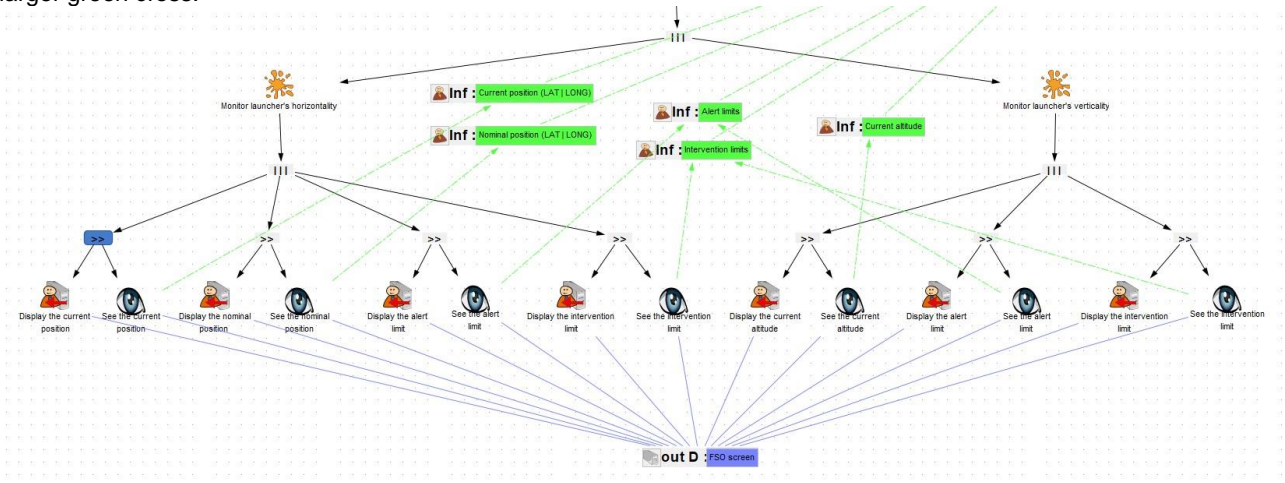 larger green cross.
|||
Monitor launcher's horizontality
Inf : Current position (LAT | LONG)
Inf : Nominal position (LAT | LONG)
Inf : Alert limits
Inf : Intervention limits
Inf : Current altitude
Monitor launcher's verticality
|||
|||
>>
>>
>>
>>
>>
>>
>>
Display the current
position
See the current
position
Display the nominal
position
See the nominal
position
Display the alert
limit
See the alert
limit
Display the intervention
limit
See the intervention
limit
Display the current
altitude
See the current
altitude
Display the alert
limit
See the alert
limit
Display the intervention
limit
See the intervention
limit
out D : FSO screen